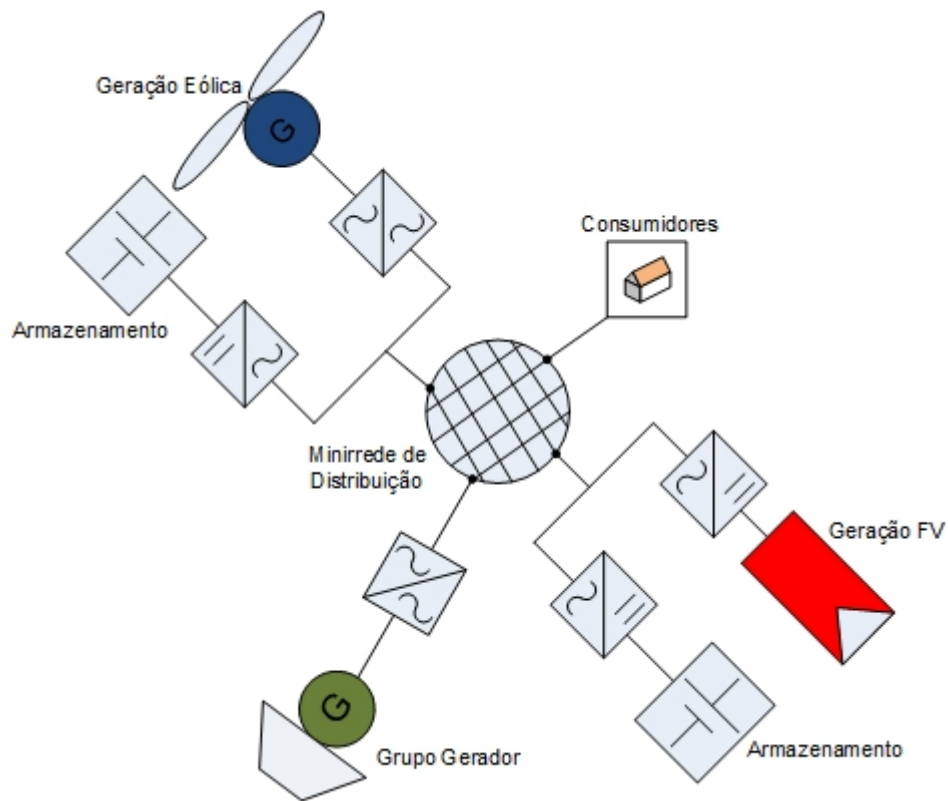 Geração Eólica
G
Consumidores
Armazenamento
Minirrede de
Distribuição
Geração FV
G
Grupo Gerador
Armazenamento